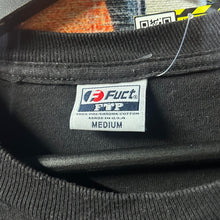 Fuct
FTP
100% PRE-SHRUNK COTTON
MADE IN U.S.A
MEDIUM